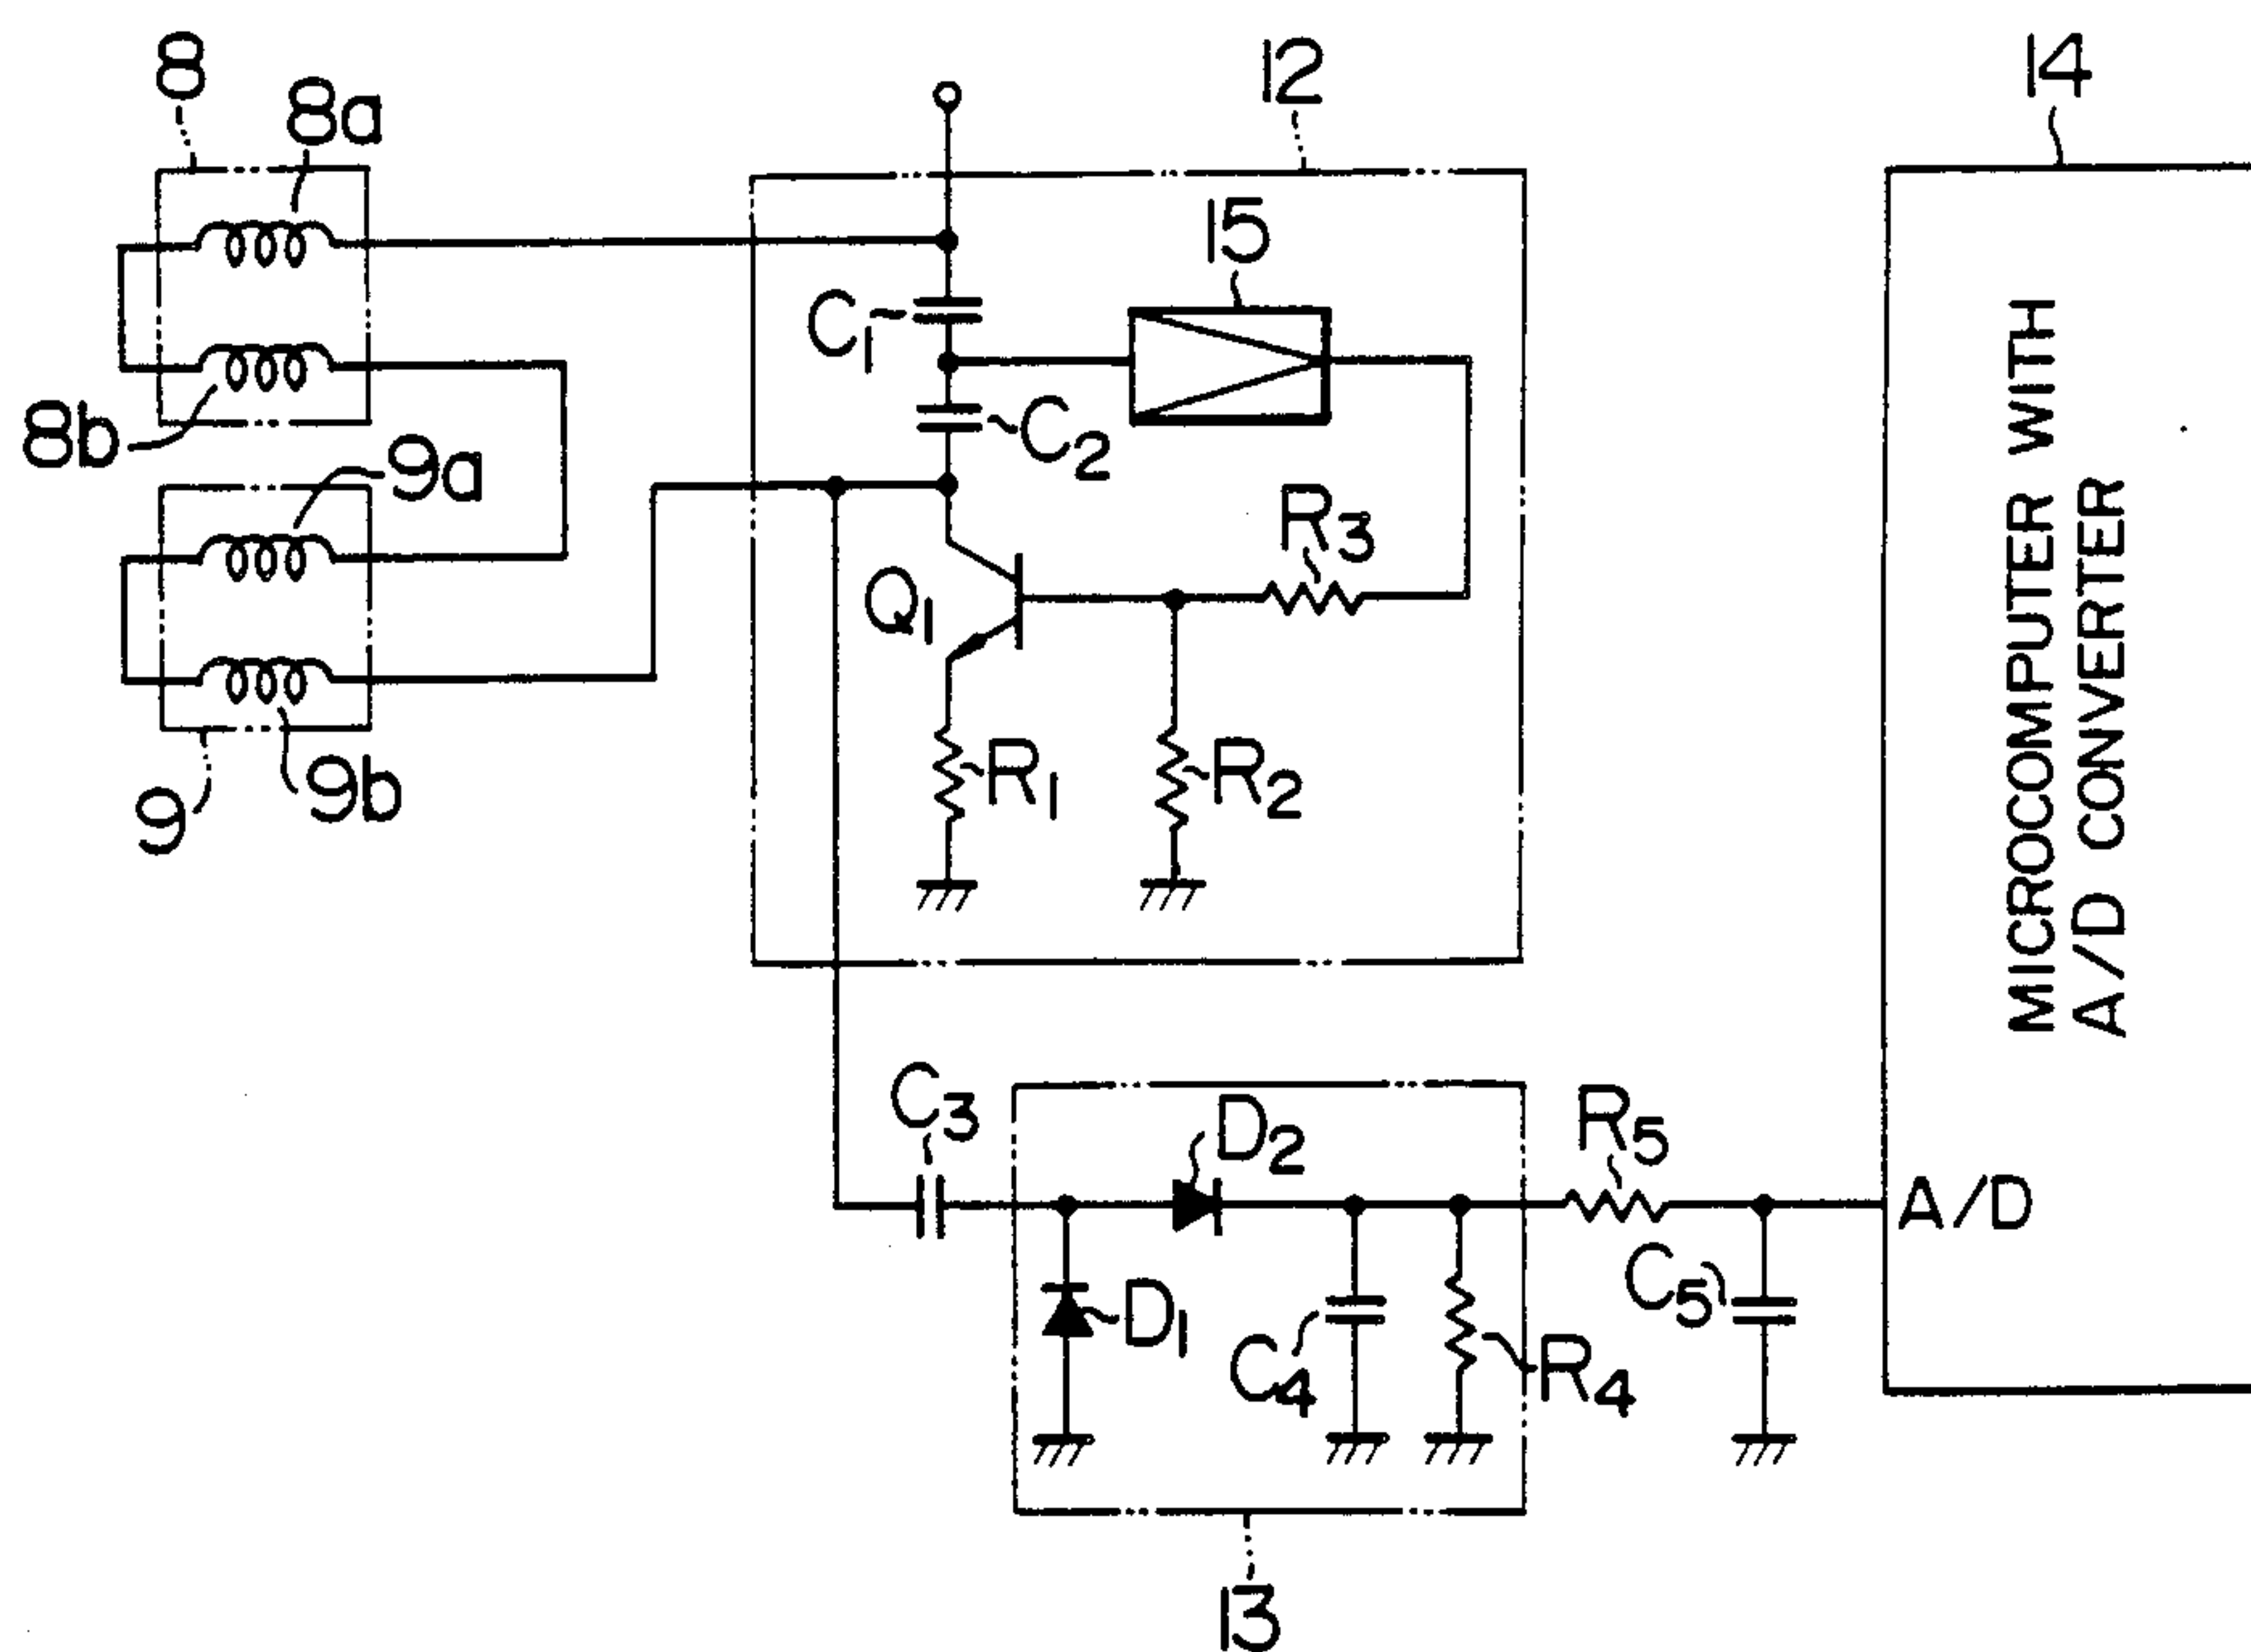 8
8a
12
14
15
C1
8b
C2
9a
R3
Q1
MICROCOMPUTER WITH
A/D CONVERTER
R1
R2
9b
9
C3
D2
R5
A/D
D1
C5
C4
R4
13